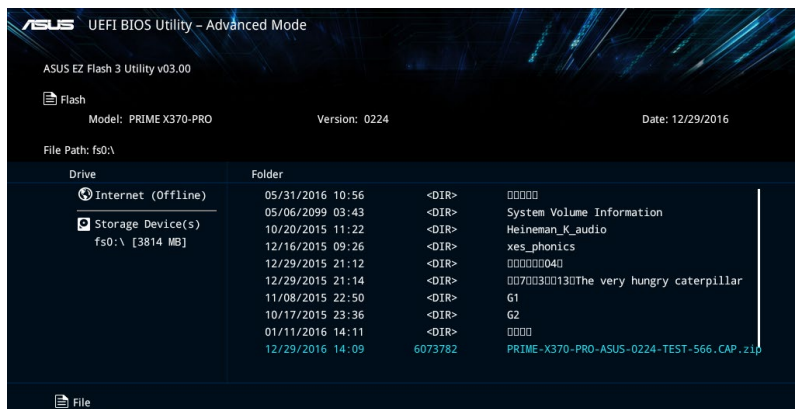 ASUS UEFI BIOS Utility – Advanced Mode
ASUS EZ Flash 3 Utility v03.00
Flash
Model: PRIME X370-PRO Version: 0224 Date: 12/29/2016
File Path: fs0:\
Drive Folder
Internet (Offline) 05/31/2016 10:56 <DIR> □□□□□
05/06/2099 03:43 <DIR> System Volume Information
Storage Device(s) 10/20/2015 11:22 <DIR> Heineman_K_audio
fs0:\ [3814 MB] 12/16/2015 09:26 <DIR> xes_phonics
12/29/2015 21:12 <DIR> □□□□□□04□
12/29/2015 21:14 <DIR> □□7□□3□□13□The very hungry caterpillar
11/08/2015 22:50 <DIR> G1
10/17/2015 23:36 <DIR> G2
01/11/2016 14:11 <DIR> □□□□
12/29/2016 14:09 6073782 PRIME-X370-PRO-ASUS-0224-TEST-566.CAP.zip
File